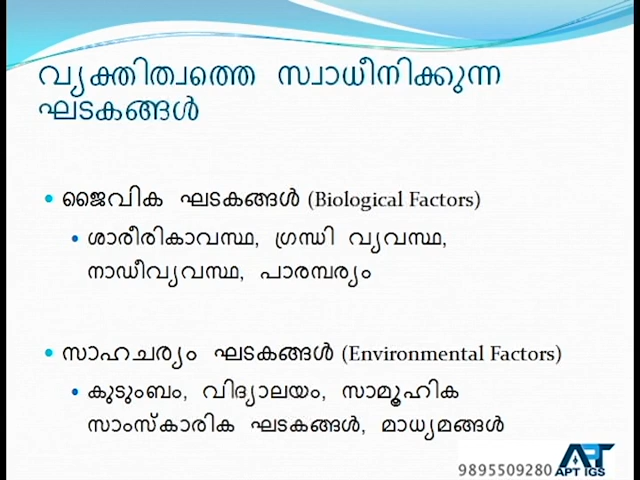 വ്യക്തിത്വത്തെ സ്വാധീനിക്കുന്ന
ഘടകങ്ങൾ
• ജൈവിക ഘടകങ്ങൾ (Biological Factors)
• ശാരീരികാവസ്ഥ, ഗ്രന്ഥി വ്യവസ്ഥ,
നാഡീവ്യവസ്ഥ, പാരമ്പര്യം
• സാഹചര്യം ഘടകങ്ങൾ (Environmental Factors)
• കുടുംബം, വിദ്യാലയം, സാമൂഹിക
സാംസ്കാരിക ഘടകങ്ങൾ, മാധ്യമങ്ങൾ
9895509280
APT
APT IGS